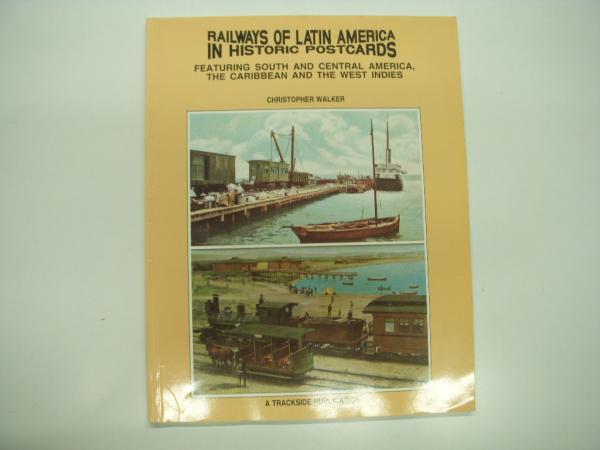 RAILWAYS OF LATIN AMERICA
IN HISTORIC POSTCARDS
FEATURING SOUTH AND CENTRAL AMERICA,
THE CARIBBEAN AND THE WEST INDIES
CHRISTOPHER WALKER
A TRACKSIDE PUBLICATION